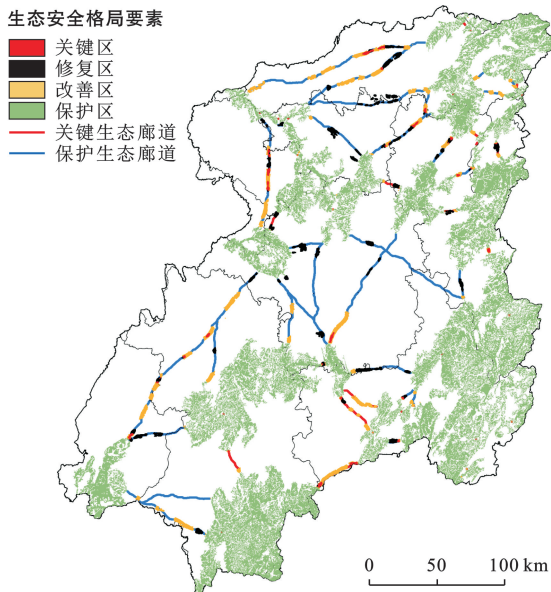 生态安全格局要素
关键区
修复区
改善区
保护区
关键生态廊道
保护生态廊道
0 50 100 km